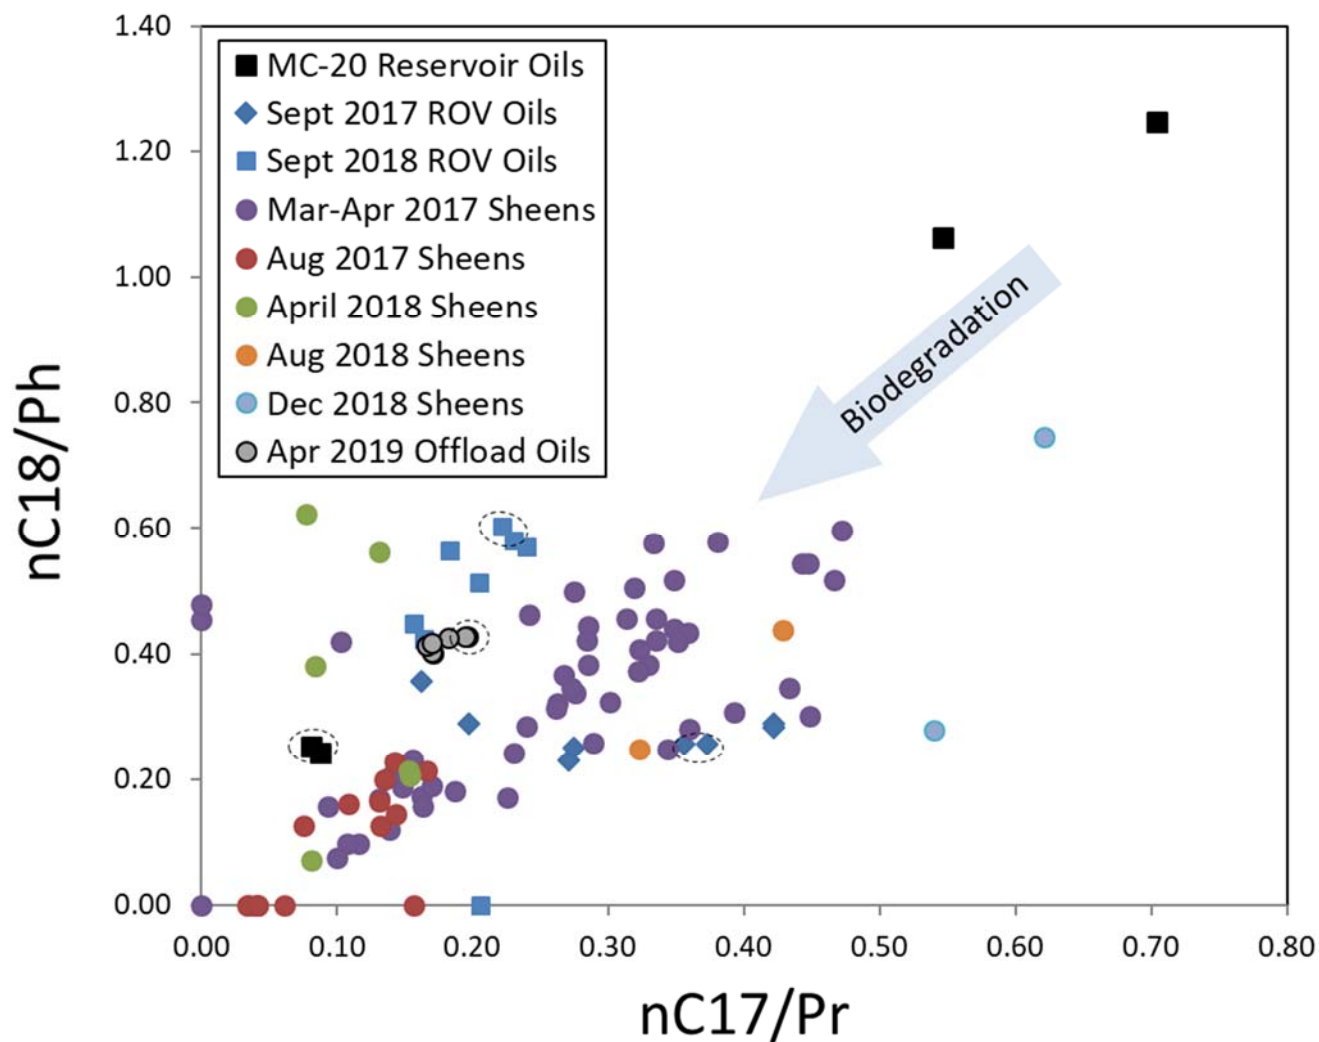 1.40
1.20
1.00
0.80
0.60
0.40
0.20
0.00
nC18/Ph
MC-20 Reservoir Oils
Sept 2017 ROV Oils
Sept 2018 ROV Oils
Mar-Apr 2017 Sheens
Aug 2017 Sheens
April 2018 Sheens
Aug 2018 Sheens
Dec 2018 Sheens
Apr 2019 Offload Oils
Biodegradation
0.00 0.10 0.20 0.30 0.40 0.50 0.60 0.70 0.80
nC17/Pr